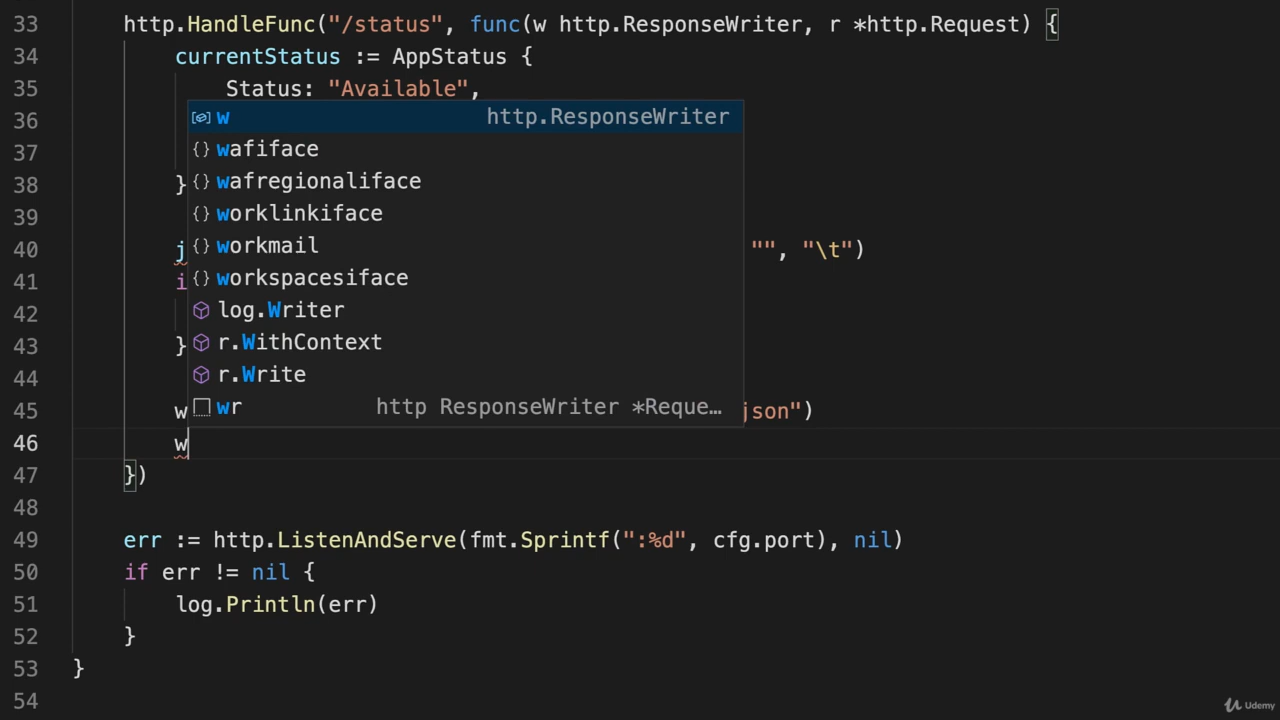 33 http.HandleFunc("/status", func(w http.ResponseWriter, r *http.Request) {
34 currentStatus := AppStatus {
35 Status: "Available",
36 w http.ResponseWriter
37 wafiface
38 } wafregionaliface
39 worklinkiface
40 j workmail "", "\t")
41 i workspacesiface
42 log.Writer
43 } r.WithContext
44 r.Write
45 w wr http ResponseWriter *Reque… json")
46 w
47 })
48
49 err := http.ListenAndServe(fmt.Sprintf(":%d", cfg.port), nil)
50 if err != nil {
51 log.Println(err)
52 }
53 }
54
Udemy